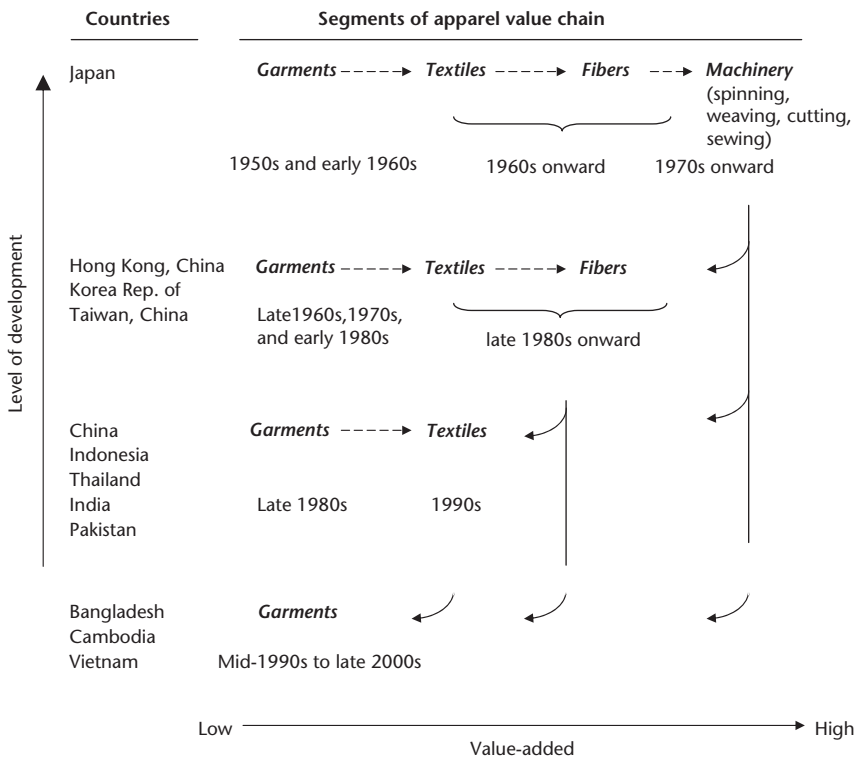 Countries
Segments of apparel value chain
Japan
Garments
Textiles
Fibers
Machinery
(spinning,
weaving, cutting,
sewing)
1950s and early 1960s
1960s onward
1970s onward
Level of development
Hong Kong, China
Korea Rep. of
Taiwan, China
Garments
Textiles
Fibers
Late1960s,1970s,
and early 1980s
late 1980s onward
China
Indonesia
Thailand
India
Pakistan
Garments
Textiles
Late 1980s
1990s
Bangladesh
Cambodia
Vietnam
Garments
Mid-1990s to late 2000s
Low
High
Value-added